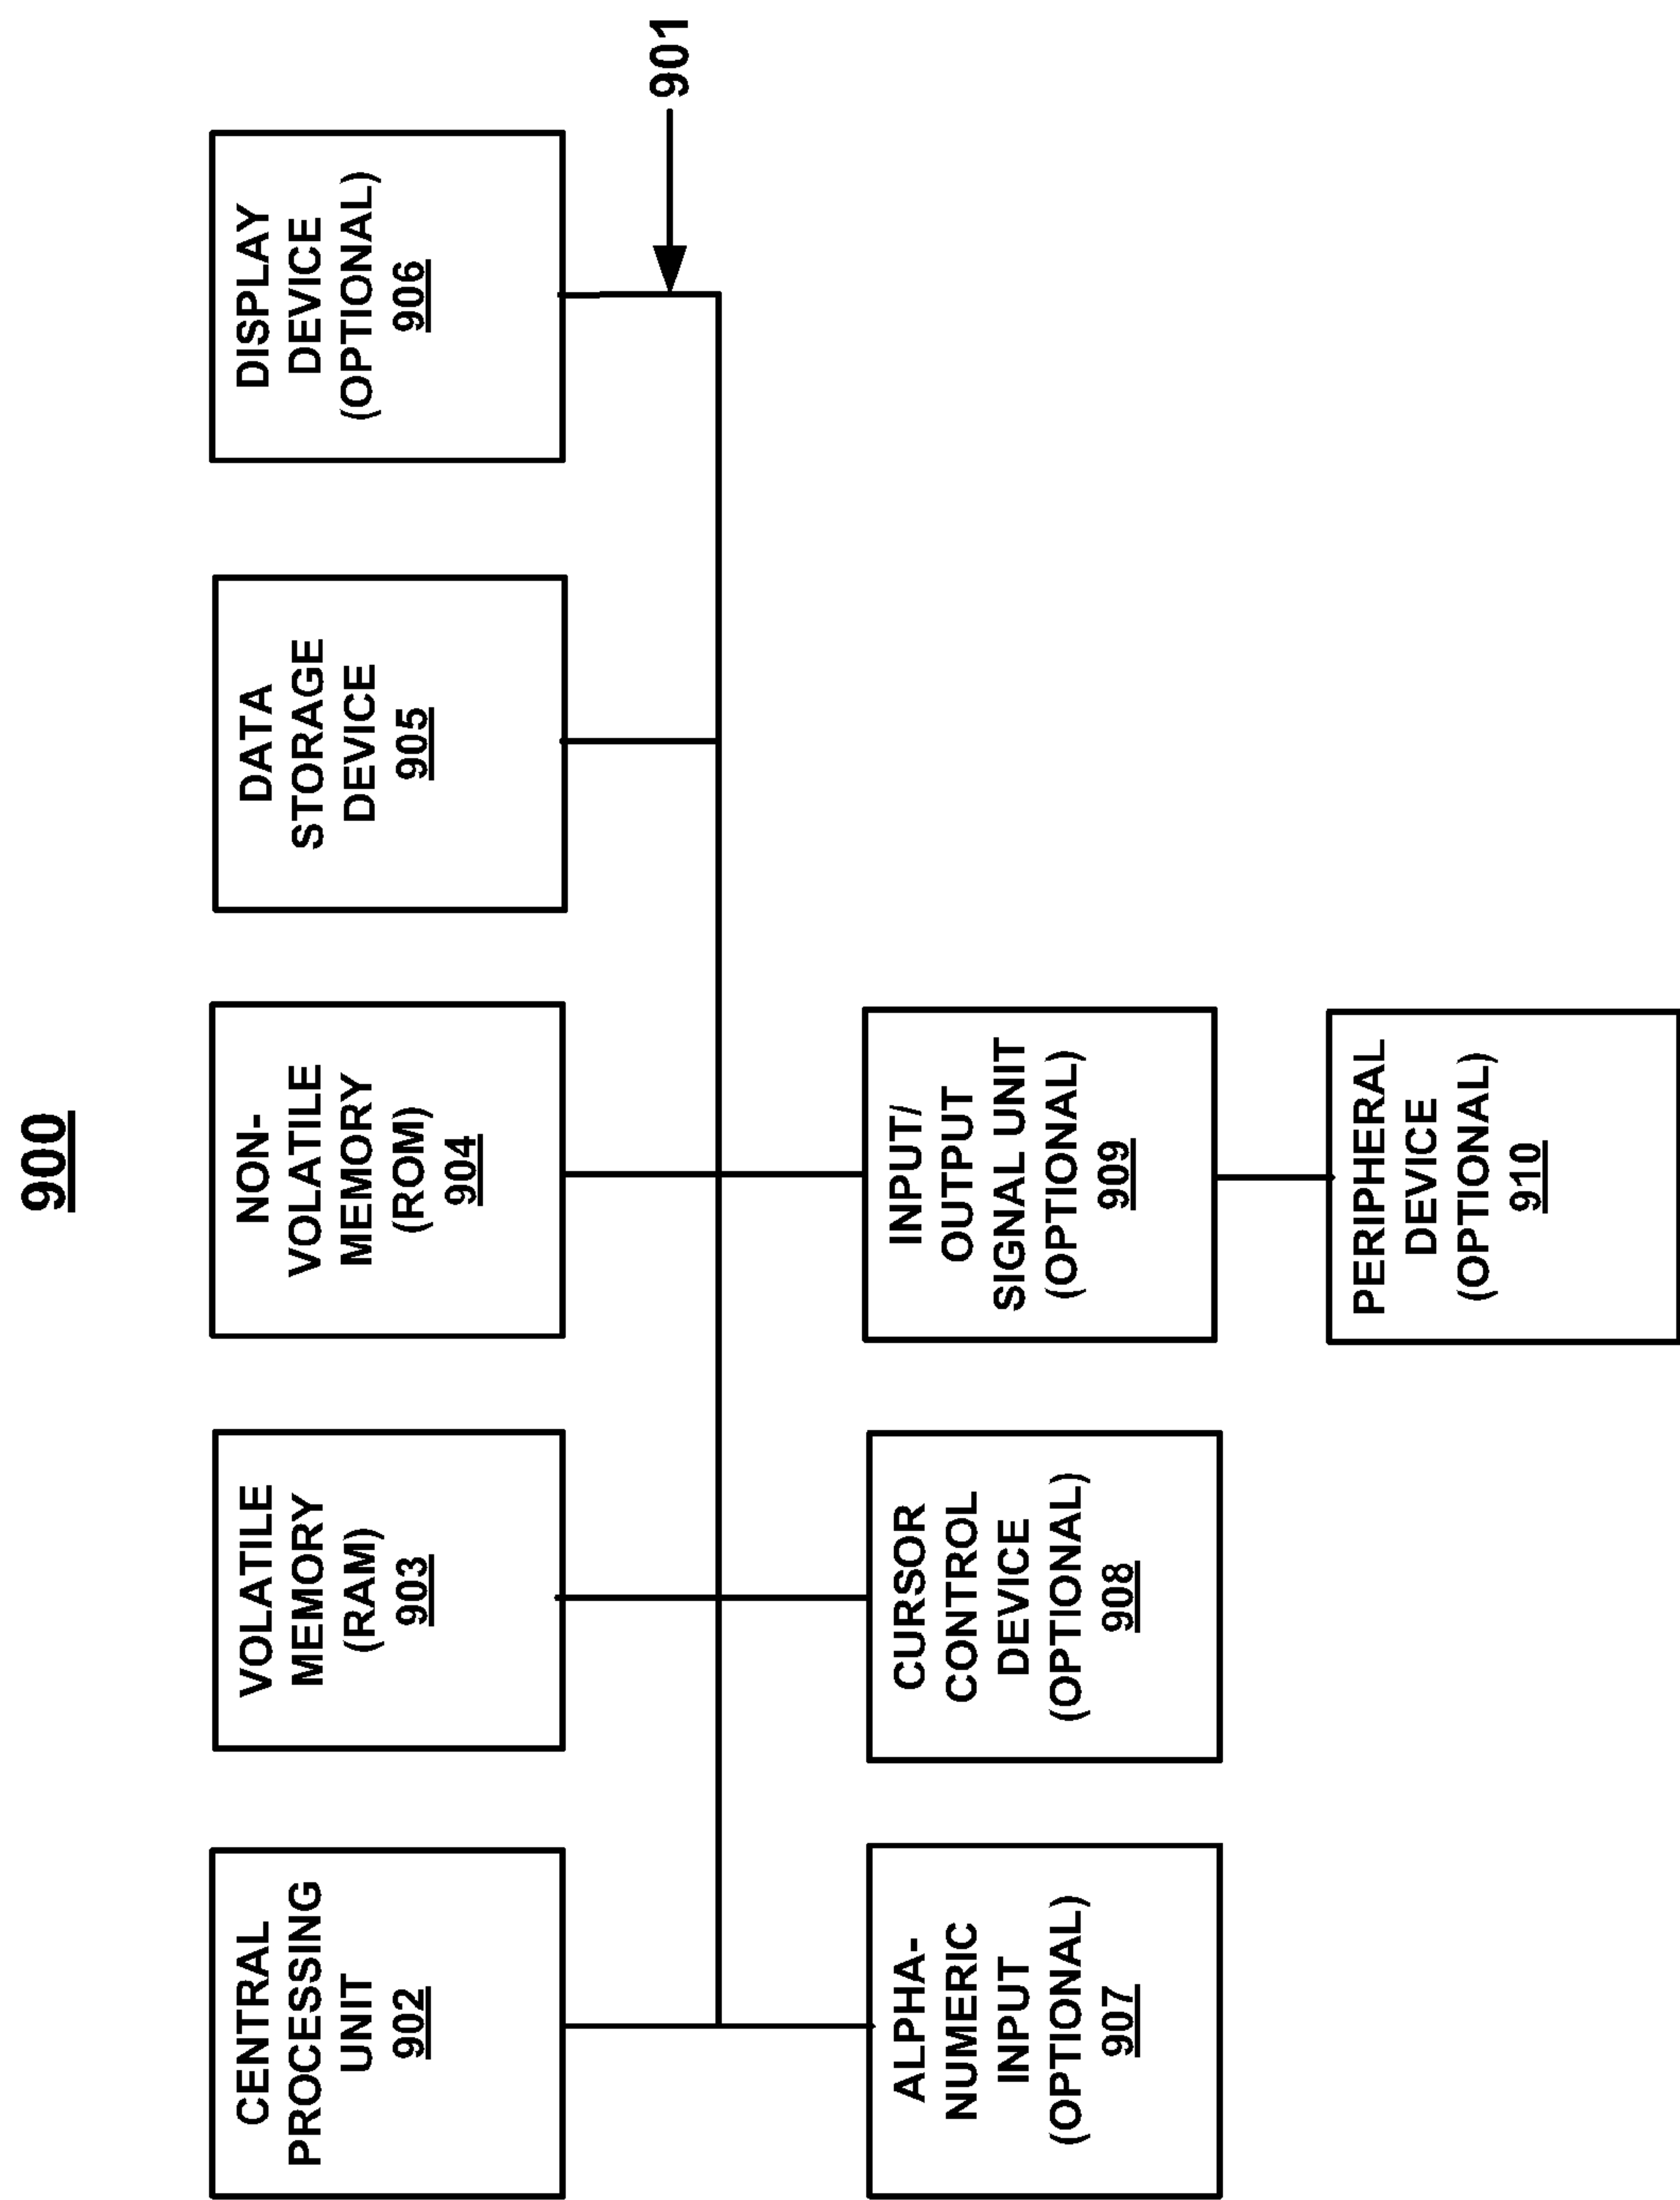 900
CENTRAL
PROCESSING
UNIT
902
VOLATILE
MEMORY
(RAM)
903
NON-
VOLATILE
MEMORY
(ROM)
904
DATA
STORAGE
DEVICE
905
DISPLAY
DEVICE
(OPTIONAL)
906
901
ALPHA-
NUMERIC
INPUT
(OPTIONAL)
907
CURSOR
CONTROL
DEVICE
(OPTIONAL)
908
INPUT/
OUTPUT
SIGNAL UNIT
(OPTIONAL)
909
PERIPHERAL
DEVICE
(OPTIONAL)
910